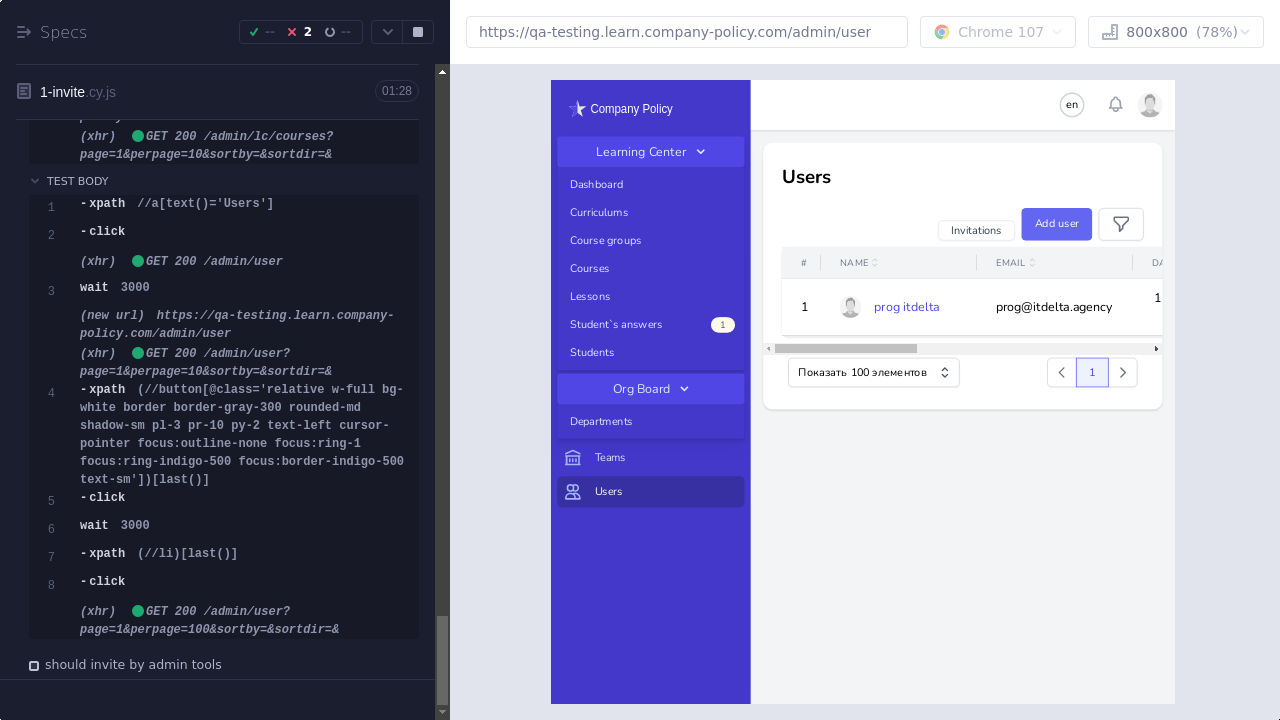 Specs
--
2
--
https://qa-testing.learn.company-policy.com/admin/user
Chrome 107
800x800 (78%)
1-invite.cy.js
01:28
(xhr) GET 200 /admin/lc/courses?
page=1&perpage=10&sortby=&sortdir=&
TEST BODY
1 -xpath //a[text()='Users']
2 -click
(xhr) GET 200 /admin/user
3 wait 3000
(new url) https://qa-testing.learn.company-
policy.com/admin/user
(xhr) GET 200 /admin/user?
page=1&perpage=10&sortby=&sortdir=&
4 -xpath (//button[@class='relative w-full bg-
white border border-gray-300 rounded-md
shadow-sm pl-3 pr-10 py-2 text-left cursor-
pointer focus:outline-none focus:ring-1
focus:ring-indigo-500 focus:border-indigo-500
text-sm'])[last()]
5 -click
6 wait 3000
7 -xpath (//li)[last()]
8 -click
(xhr) GET 200 /admin/user?
page=1&perpage=100&sortby=&sortdir=&
should invite by admin tools
Company Policy
Learning Center
Dashboard
Curriculums
Course groups
Courses
Lessons
Student`s answers 1
Students
Org Board
Departments
Teams
Users
en
Users
Invitations
Add user
# NAME EMAIL DA
1 prog itdelta prog@itdelta.agency 1
Показать 100 элементов
1